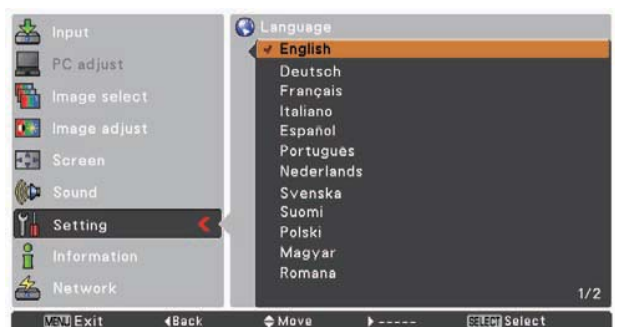 Input
PC adjust
Image select
Image adjust
Screen
Sound
Setting
Information
Network
Language
English
Deutsch
Français
Italiano
Español
Português
Nederlands
Svenska
Suomi
Polski
Magyar
Romana
1/2
MENU Exit ◀Back Move ▶----- SELECT Select